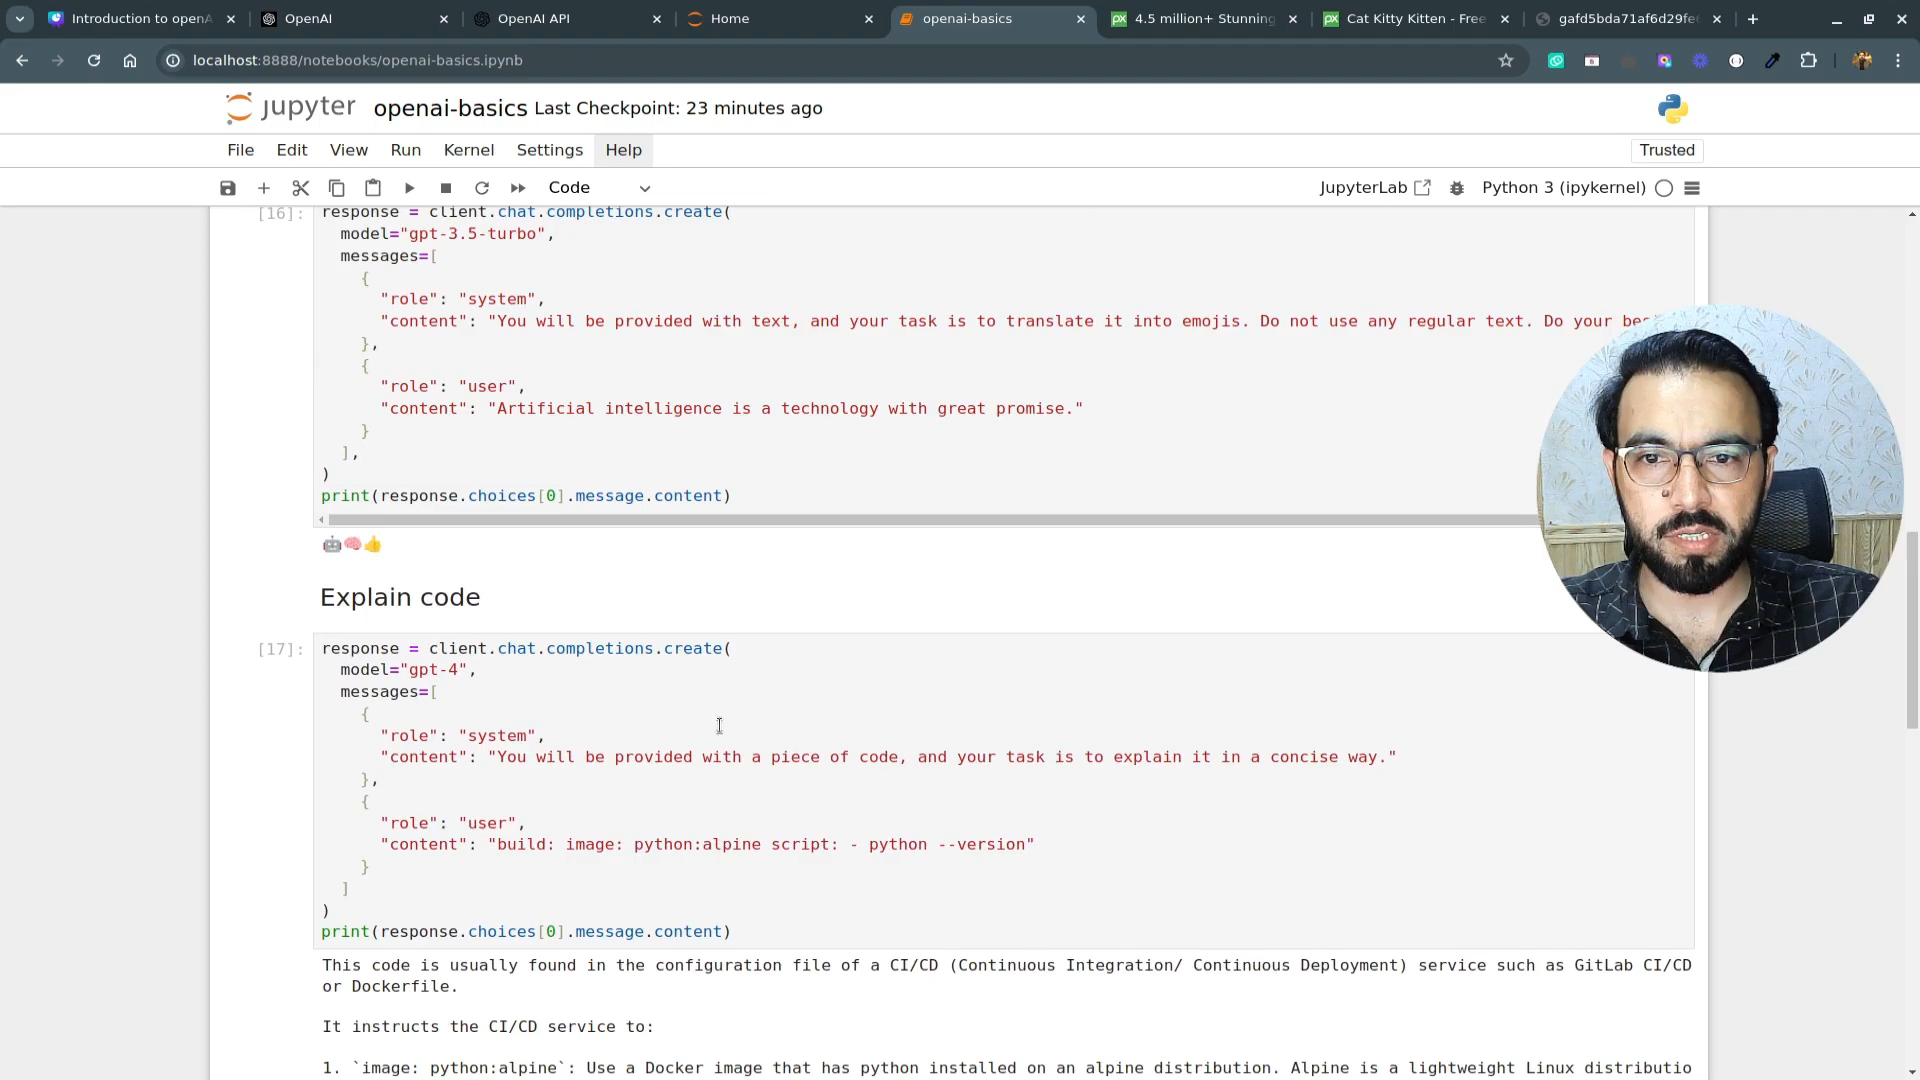 Introduction to openA
OpenAI
OpenAI API
Home
openai-basics
4.5 million+ Stunning
Cat Kitty Kitten - Free
gafd5bda71af6d29fe
localhost:8888/notebooks/openai-basics.ipynb
jupyter openai-basics Last Checkpoint: 23 minutes ago
File Edit View Run Kernel Settings Help
Trusted
Code
JupyterLab
Python 3 (ipykernel)
[16]: response = client.chat.completions.create(
model="gpt-3.5-turbo",
messages=[
{
"role": "system",
"content": "You will be provided with text, and your task is to translate it into emojis. Do not use any regular text. Do your
},
{
"role": "user",
"content": "Artificial intelligence is a technology with great promise."
}
],
)
print(response.choices[0].message.content)
🤖🧠👍
Explain code
[17]: response = client.chat.completions.create(
model="gpt-4",
messages=[
{
"role": "system",
"content": "You will be provided with a piece of code, and your task is to explain it in a concise way."
},
{
"role": "user",
"content": "build: image: python:alpine script: - python --version"
}
]
)
print(response.choices[0].message.content)
This code is usually found in the configuration file of a CI/CD (Continuous Integration/ Continuous Deployment) service such as GitLab CI/CD
or Dockerfile.
It instructs the CI/CD service to:
1. `image: python:alpine`: Use a Docker image that has python installed on an alpine distribution. Alpine is a lightweight Linux distributio